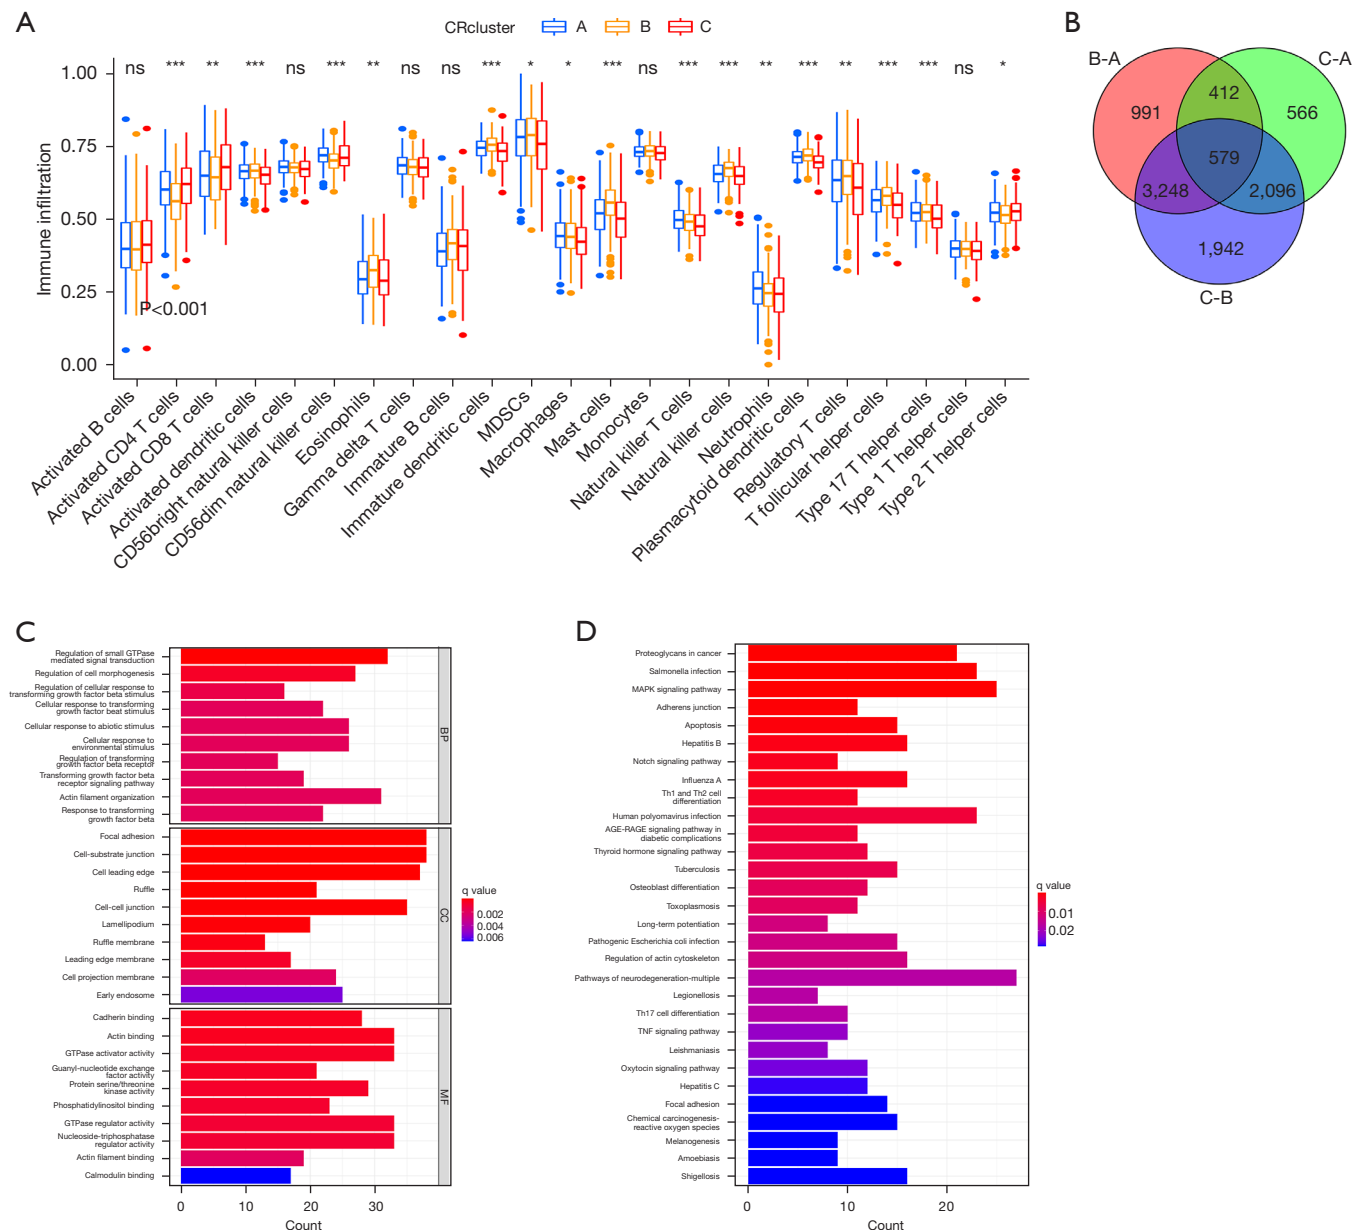 A
CRcluster A B C
ns *** ** *** ns *** ** ns ns *** * * *** ns *** *** ** *** ** *** *** ns *
1.00
0.75
0.50
0.25
0.00
Immune infiltration
P<0.001
Activated B cells
Activated CD4 T cells
Activated CD8 T cells
Activated dendritic cells
CD56bright natural killer cells
CD56dim natural killer cells
Eosinophils
Gamma delta T cells
Immature B cells
Immature dendritic cells
MDSCs
Macrophages
Mast cells
Monocytes
Natural killer T cells
Natural killer cells
Neutrophils
Plasmacytoid dendritic cells
Regulatory T cells
T follicular helper cells
Type 17 T helper cells
Type 1 T helper cells
Type 2 T helper cells
B
B-A
C-A
991
412
566
579
3,248
2,096
1,942
C-B
C
Regulation of small GTPase
mediated signal transduction
Regulation of cell morphogenesis
Regulation of cellular response to
transforming growth factor beta stimulus
Cellular response to transforming
growth factor beat stimulus
Cellular response to abiotic stimulus
Cellular response to
environmental stimulus
Regulation of transforming
growth factor beta receptor
Transforming growth factor beta
receptor signaling pathway
Actin filament organization
Response to transforming
growth factor beta
BP
Focal adhesion
Cell-substrate junction
Cell leading edge
Ruffle
Cell-cell junction
Lamellipodium
Ruffle membrane
Leading edge membrane
Cell projection membrane
Early endosome
CC
Cadherin binding
Actin binding
GTPase activator activity
Guanyl-nucleotide exchange
factor activity
Protein serine/threonine
kinase activity
Phosphatidylinositol binding
GTPase regulator activity
Nucleoside-triphosphatase
regulator activity
Actin filament binding
Calmodulin binding
MF
0 10 20 30
Count
q value
0.002
0.004
0.006
D
Proteoglycans in cancer
Salmonella infection
MAPK signaling pathway
Adherens junction
Apoptosis
Hepatitis B
Notch signaling pathway
Influenza A
Th1 and Th2 cell
differentiation
Human polyomavirus infection
AGE-RAGE signaling pathway in
diabetic complications
Thyroid hormone signaling pathway
Tuberculosis
Osteoblast differentiation
Toxoplasmosis
Long-term potentiation
Pathogenic Escherichia coli infection
Regulation of actin cytoskeleton
Pathways of neurodegeneration-multiple
Legionellosis
Th17 cell differentiation
TNF signaling pathway
Leishmaniasis
Oxytocin signaling pathway
Hepatitis C
Focal adhesion
Chemical carcinogenesis-
reactive oxygen species
Melanogenesis
Amoebiasis
Shigellosis
0 10 20
Count
q value
0.01
0.02